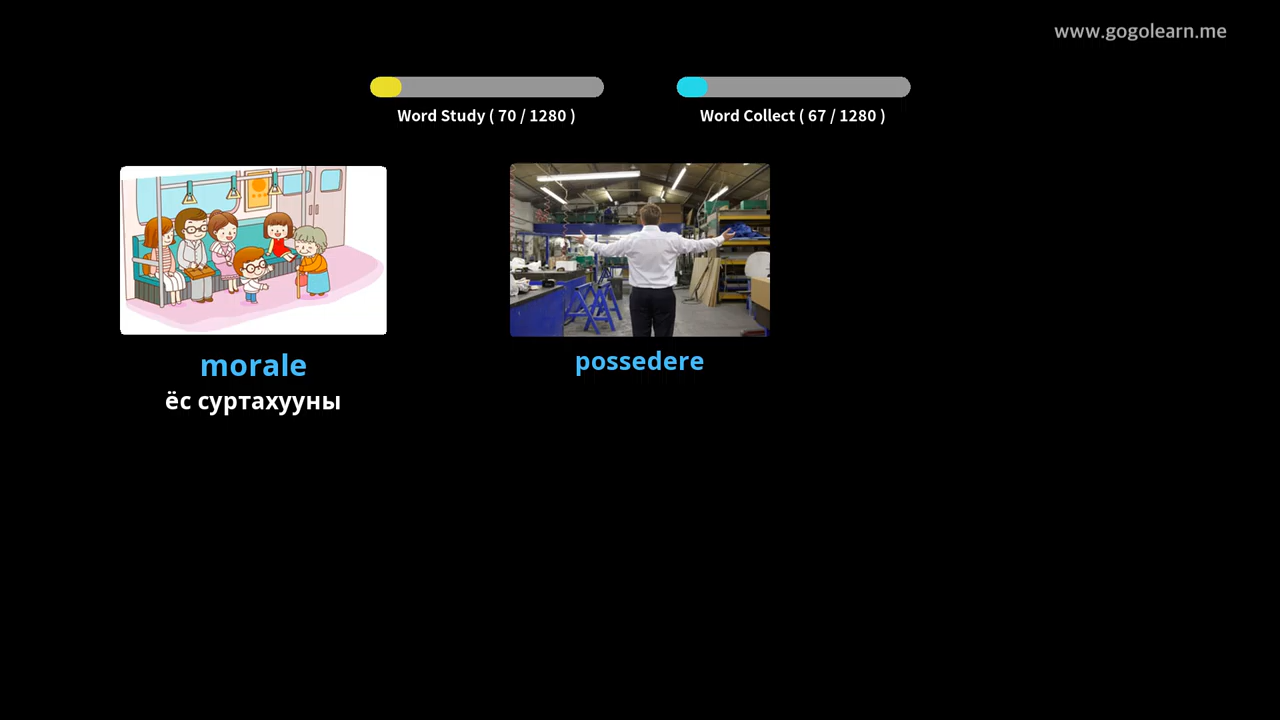 www.gogolearn.me
Word Study ( 70 / 1280 )
Word Collect ( 67 / 1280 )
morale
ёс суртахууны
possedere